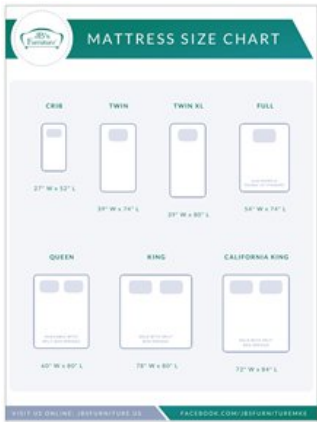 JB's
Furniture
MATTRESS SIZE CHART
CRIB
TWIN
TWIN XL
FULL
27" W x 52" L
39" W x 74" L
39" W x 80" L
54" W x 74" L
QUEEN
KING
CALIFORNIA KING
60" W x 80" L
76" W x 80" L
72" W x 84" L
VISIT US ONLINE: JBSFURNITURE.US
FACEBOOK.COM/JBSFURNITUREMKE